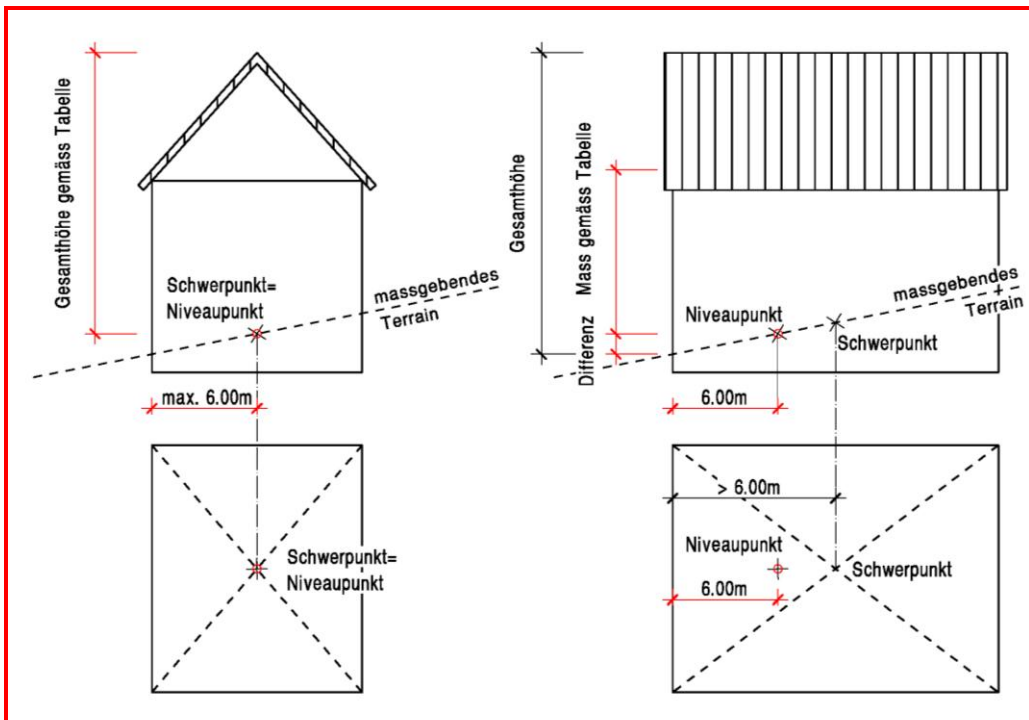 Gesamthöhe gemäss Tabelle
Schwerpunkt=
Niveaupunkt
massgebendes
Terrain
max. 6.00m
Schwerpunkt=
Niveaupunkt
Gesamthöhe
Differenz
Mass gemäss Tabelle
Niveaupunkt
massgebendes
Terrain
Schwerpunkt
6.00m
> 6.00m
Niveaupunkt
Schwerpunkt
6.00m